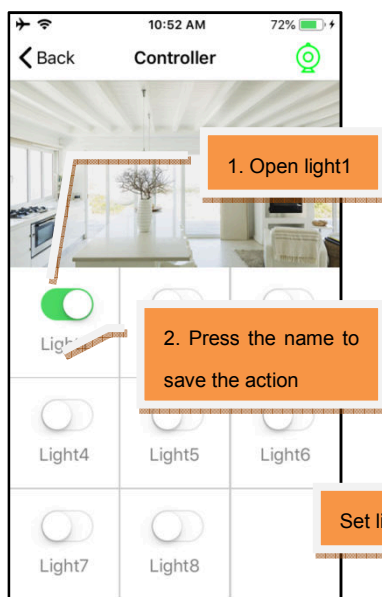 10:52 AM 72%
Back Controller
1. Open light1
2. Press the name to
save the action
Light4 Light5 Light6
Set li
Light7 Light8